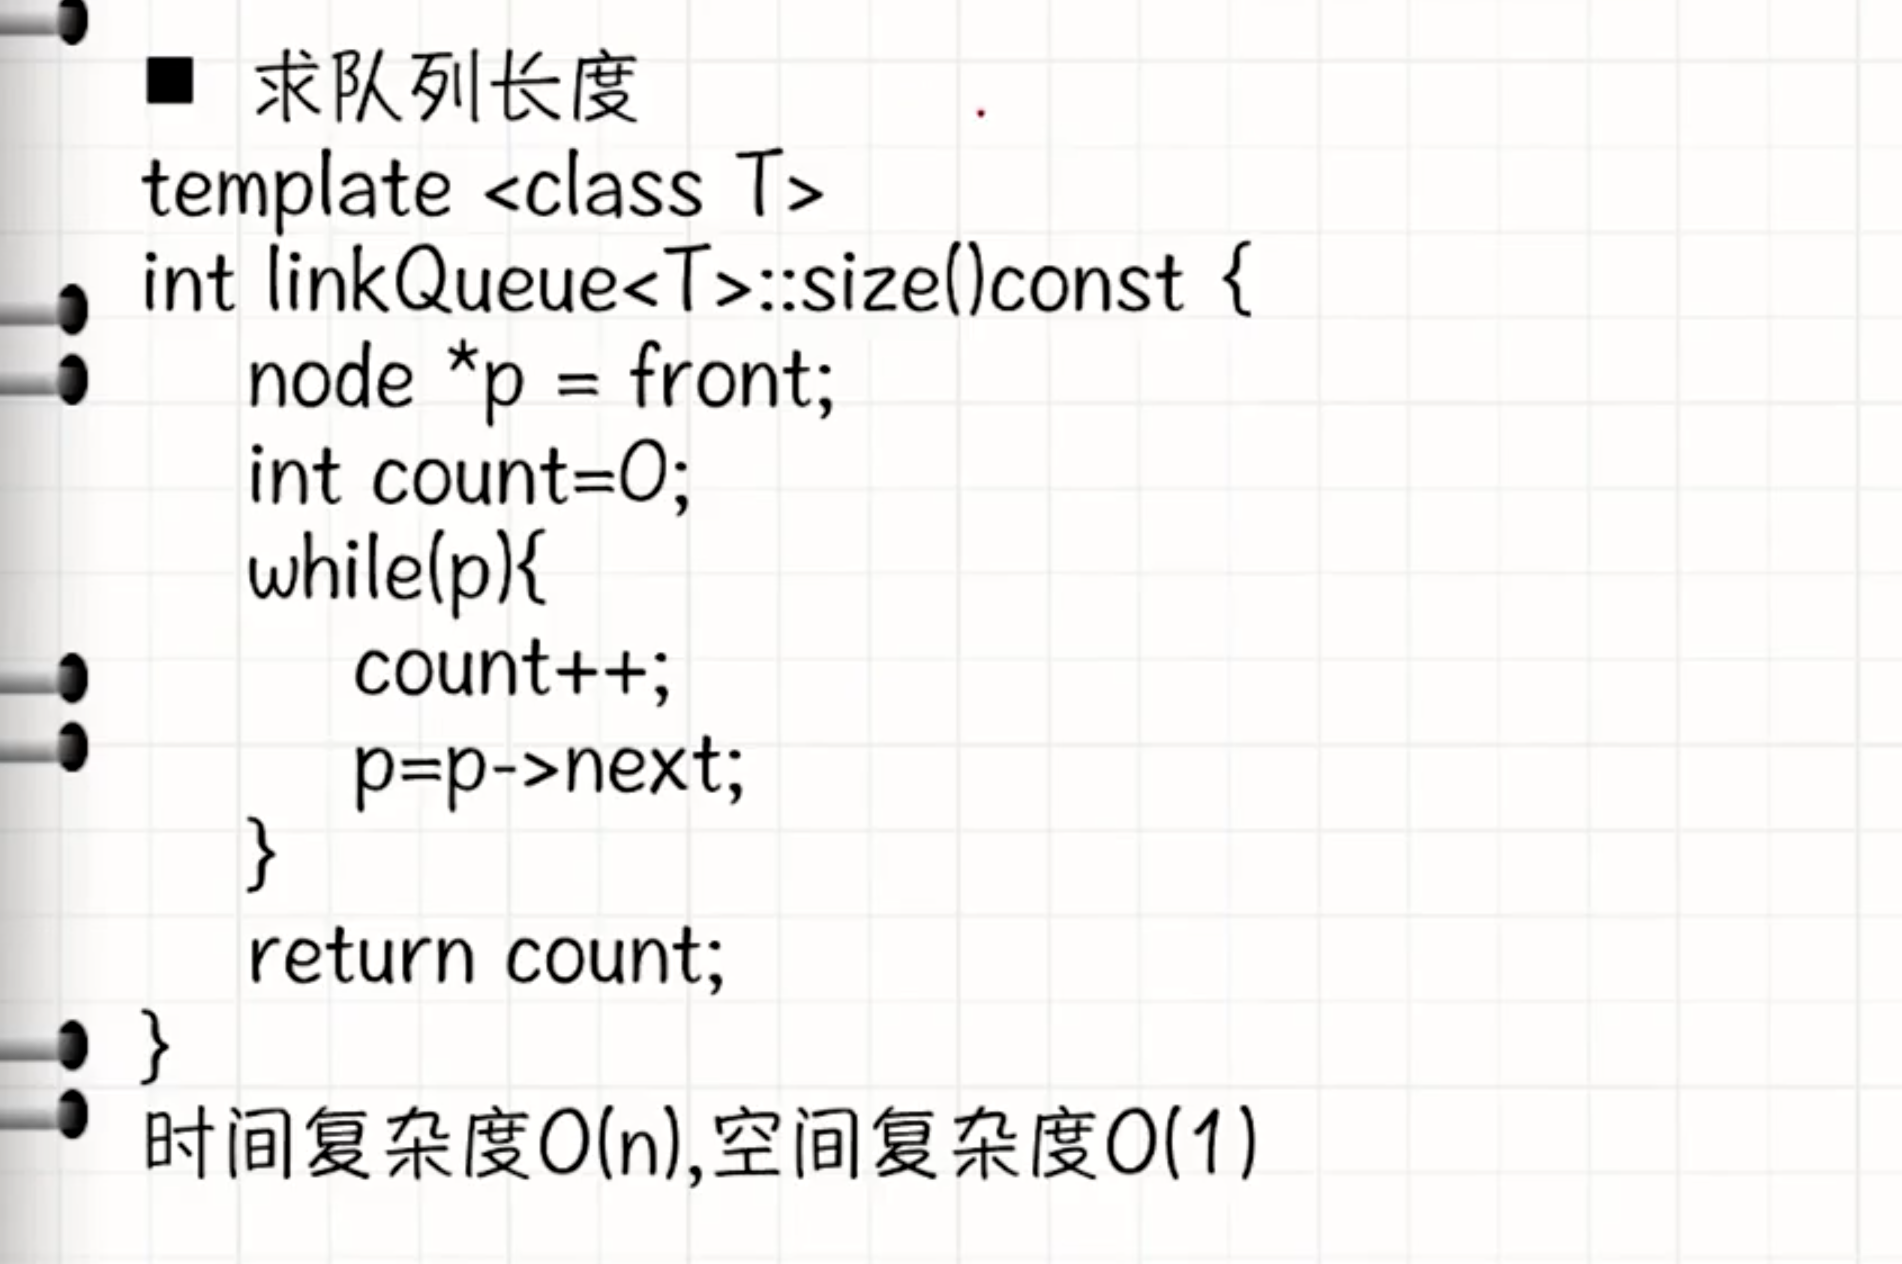 ■ 求队列长度
template <class T>
int linkQueue<T>::size()const {
node *p = front;
int count=0;
while(p){
count++;
p=p->next;
}
return count;
}
时间复杂度O(n),空间复杂度O(1)